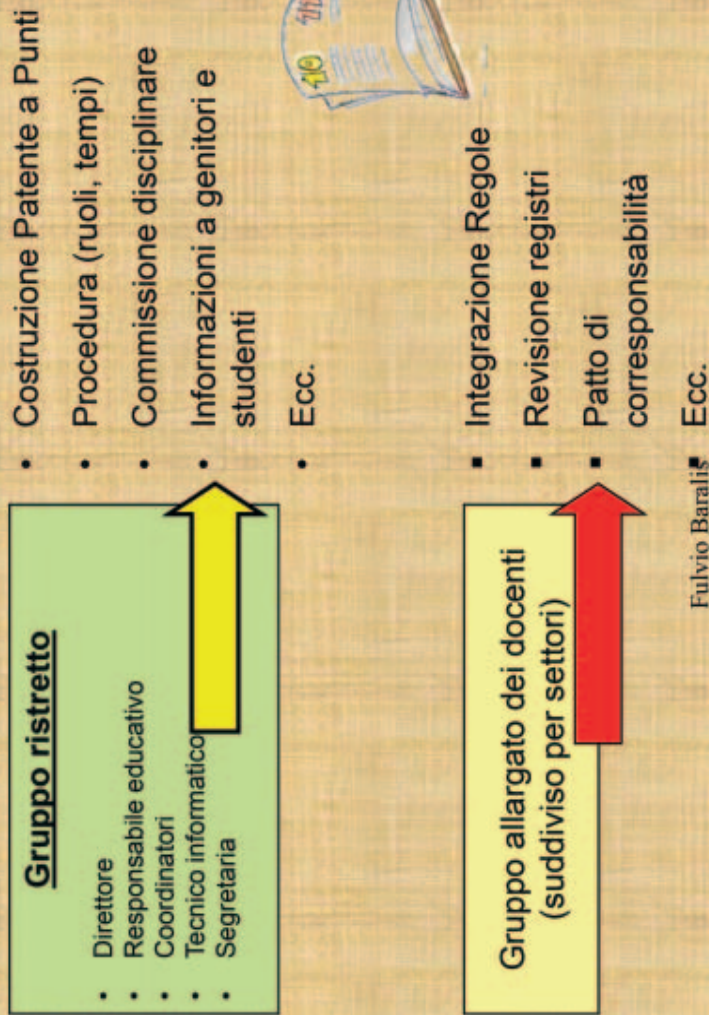 Gruppo ristretto
• Direttore
• Responsabile educativo
• Coordinatori
• Tecnico informatico
• Segretaria
• Costruzione Patente a Punti
• Procedura (ruoli, tempi)
• Commissione disciplinare
• Informazioni a genitori e
studenti
• Ecc.
Gruppo allargato dei docenti
(suddiviso per settori)
▪ Integrazione Regole
▪ Revisione registri
▪ Patto di
corresponsabilità
▪ Ecc.
Fulvio Baralis